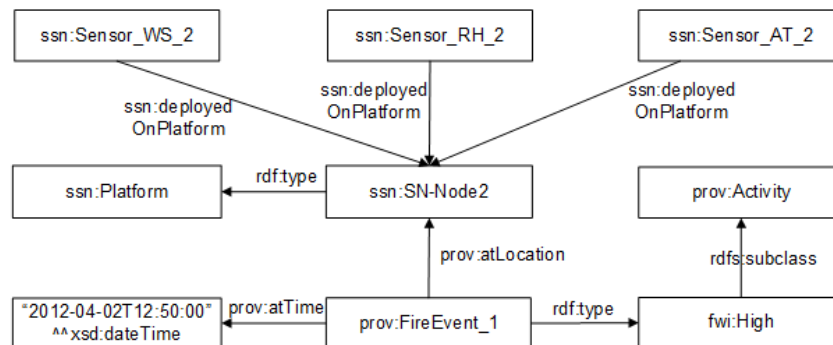 ssn:Sensor_WS_2
ssn:Sensor_RH_2
ssn:Sensor_AT_2
ssn:deployed
OnPlatform
ssn:deployed
OnPlatform
ssn:deployed
OnPlatform
ssn:Platform
rdf:type
ssn:SN-Node2
prov:Activity
prov:atLocation
rdfs:subclass
“2012-04-02T12:50:00”
^^xsd:dateTime
prov:atTime
prov:FireEvent_1
rdf:type
fwi:High